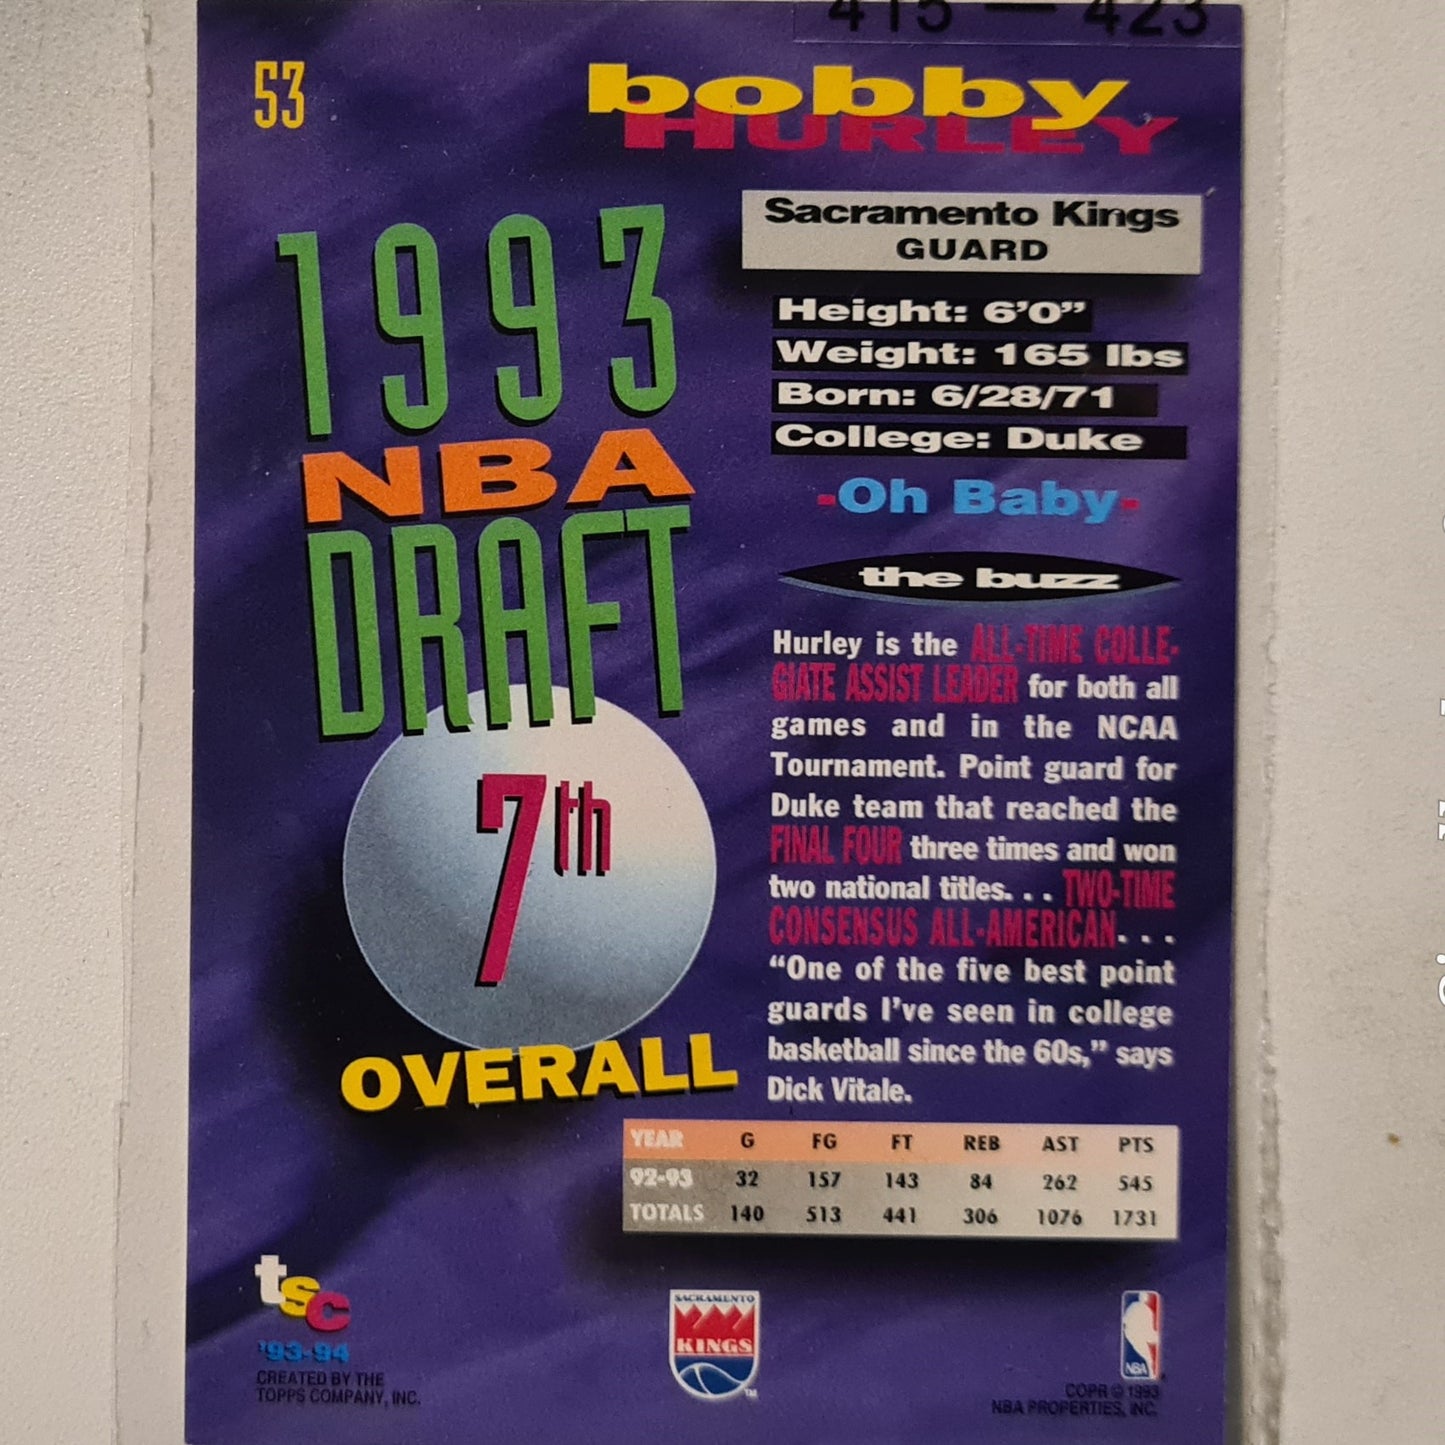 415 — 423
53
bobby
HURLEY
Sacramento Kings
GUARD
1993
NBA
DRAFT
7th
OVERALL
Height: 6'0"
Weight: 165 lbs
Born: 6/28/71
College: Duke
-Oh Baby-
the buzz
Hurley is the ALL-TIME COLLE-
GIATE ASSIST LEADER for both all
games and in the NCAA
Tournament. Point guard for
Duke team that reached the
FINAL FOUR three times and won
two national titles. . . TWO-TIME
CONSENSUS ALL-AMERICAN. . .
“One of the five best point
guards I’ve seen in college
basketball since the 60s,” says
Dick Vitale.
YEAR G FG FT REB AST PTS
92-93 32 157 143 84 262 545
TOTALS 140 513 441 306 1076 1731
tsc
'93-94
CREATED BY THE
TOPPS COMPANY, INC.
SACRAMENTO
KINGS
TM
NBA
COPR © 1993
NBA PROPERTIES, INC.